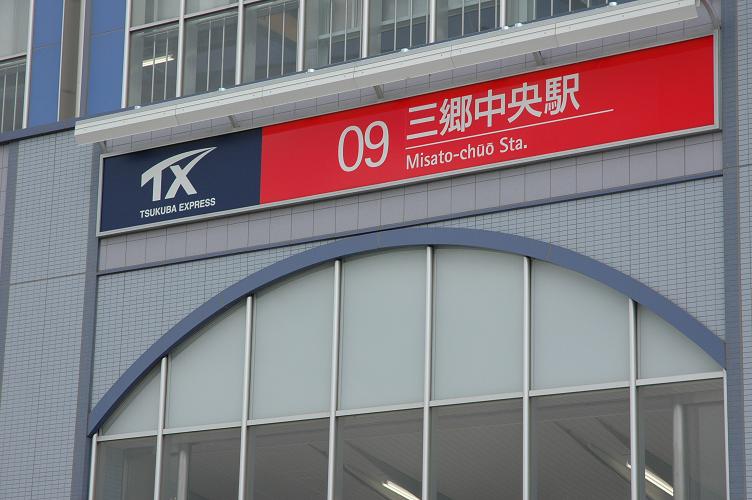 TX
TSUKUBA EXPRESS
09
三郷中央駅
Misato-chūō Sta.